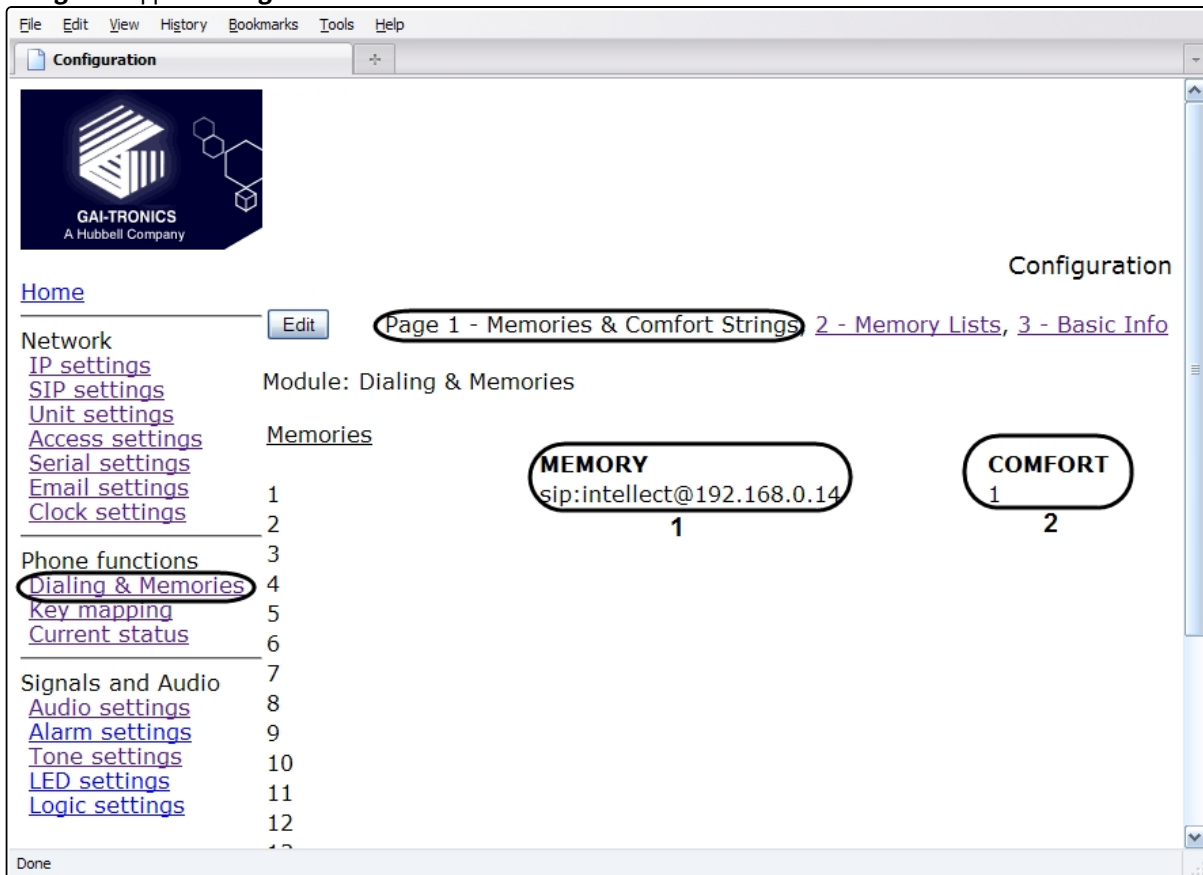 File Edit View History Bookmarks Tools Help
Configuration
GAI-TRONICS
A Hubbell Company
Configuration
Home
Edit Page 1 - Memories & Comfort Strings, 2 - Memory Lists, 3 - Basic Info
Network
IP settings
SIP settings
Unit settings
Access settings
Serial settings
Email settings
Clock settings
Phone functions
Dialing & Memories
Key mapping
Current status
Signals and Audio
Audio settings
Alarm settings
Tone settings
LED settings
Logic settings
Module: Dialing & Memories
Memories
MEMORY COMFORT
1 sip:intellect@192.168.0.14 1
1 2
2
3
4
5
6
7
8
9
10
11
12
Done